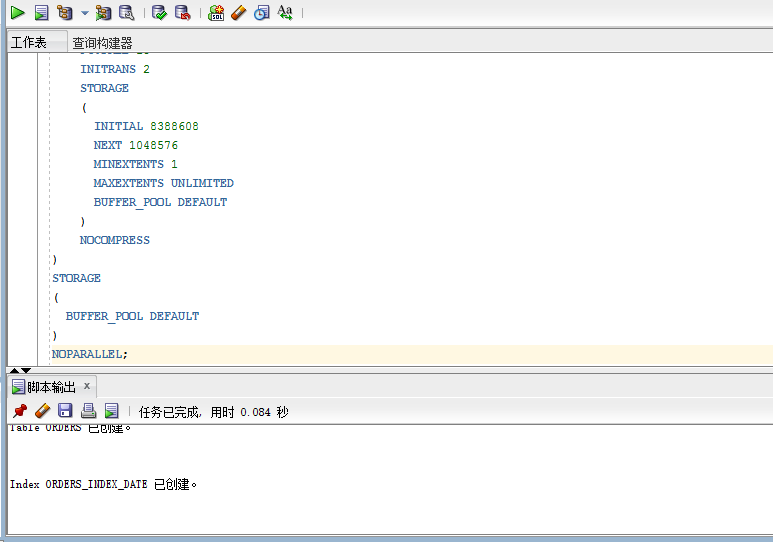 工作表 查询构建器
INITRANS 2
STORAGE
(
INITIAL 8388608
NEXT 1048576
MINEXTENTS 1
MAXEXTENTS UNLIMITED
BUFFER_POOL DEFAULT
)
NOCOMPRESS
)
STORAGE
(
BUFFER_POOL DEFAULT
)
NOPARALLEL;
脚本输出 x
任务已完成, 用时 0.084 秒
Table ORDERS 已创建。
Index ORDERS_INDEX_DATE 已创建。